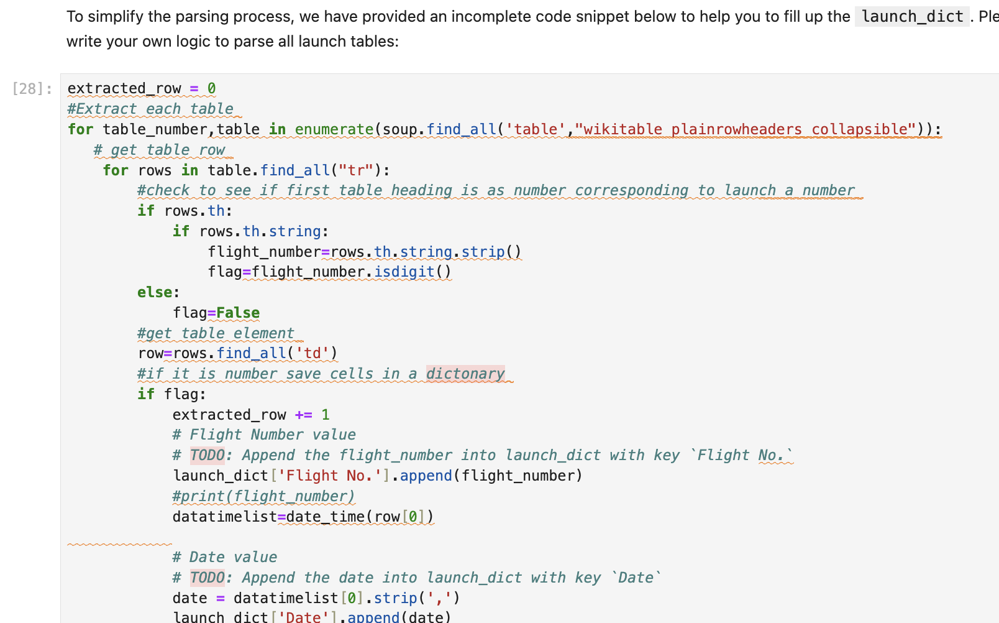 To simplify the parsing process, we have provided an incomplete code snippet below to help you to fill up the launch_dict . Ple
write your own logic to parse all launch tables:
[28]: extracted_row = 0
#Extract each table
for table_number,table in enumerate(soup.find_all('table',"wikitable plainrowheaders collapsible")):
   # get table row
    for rows in table.find_all("tr"):
        #check to see if first table heading is as number corresponding to launch a number
        if rows.th:
            if rows.th.string:
                flight_number=rows.th.string.strip()
                flag=flight_number.isdigit()
        else:
            flag=False
        #get table element
        row=rows.find_all('td')
        #if it is number save cells in a dictonary
        if flag:
            extracted_row += 1
            # Flight Number value
            # TODO: Append the flight_number into launch_dict with key `Flight No.`
            launch_dict['Flight No.'].append(flight_number)
            #print(flight_number)
            datatimelist=date_time(row[0])
            # Date value
            # TODO: Append the date into launch_dict with key `Date`
            date = datatimelist[0].strip(',')
            launch_dict['Date'].append(date)